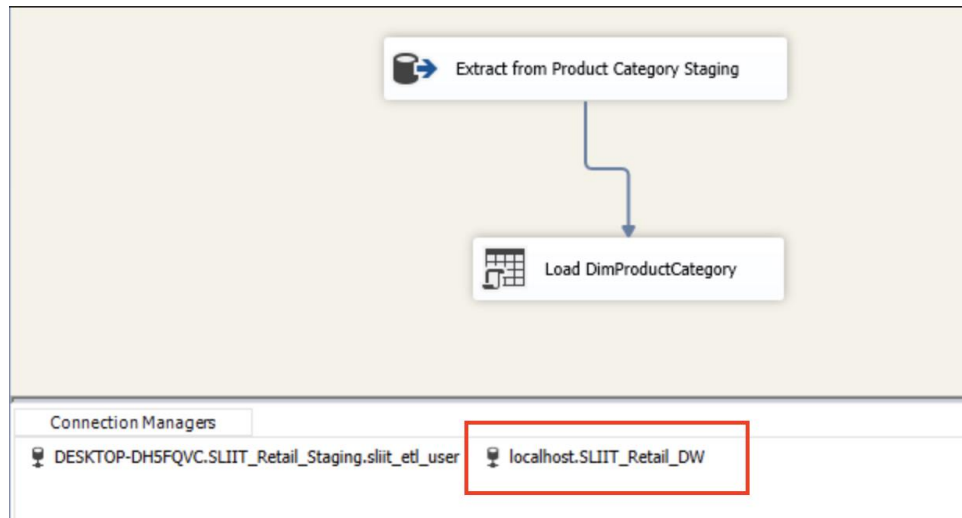 Extract from Product Category Staging
Load DimProductCategory
Connection Managers
DESKTOP-DH5FQVC.SLIIT_Retail_Staging.sliit_etl_user
localhost.SLIIT_Retail_DW